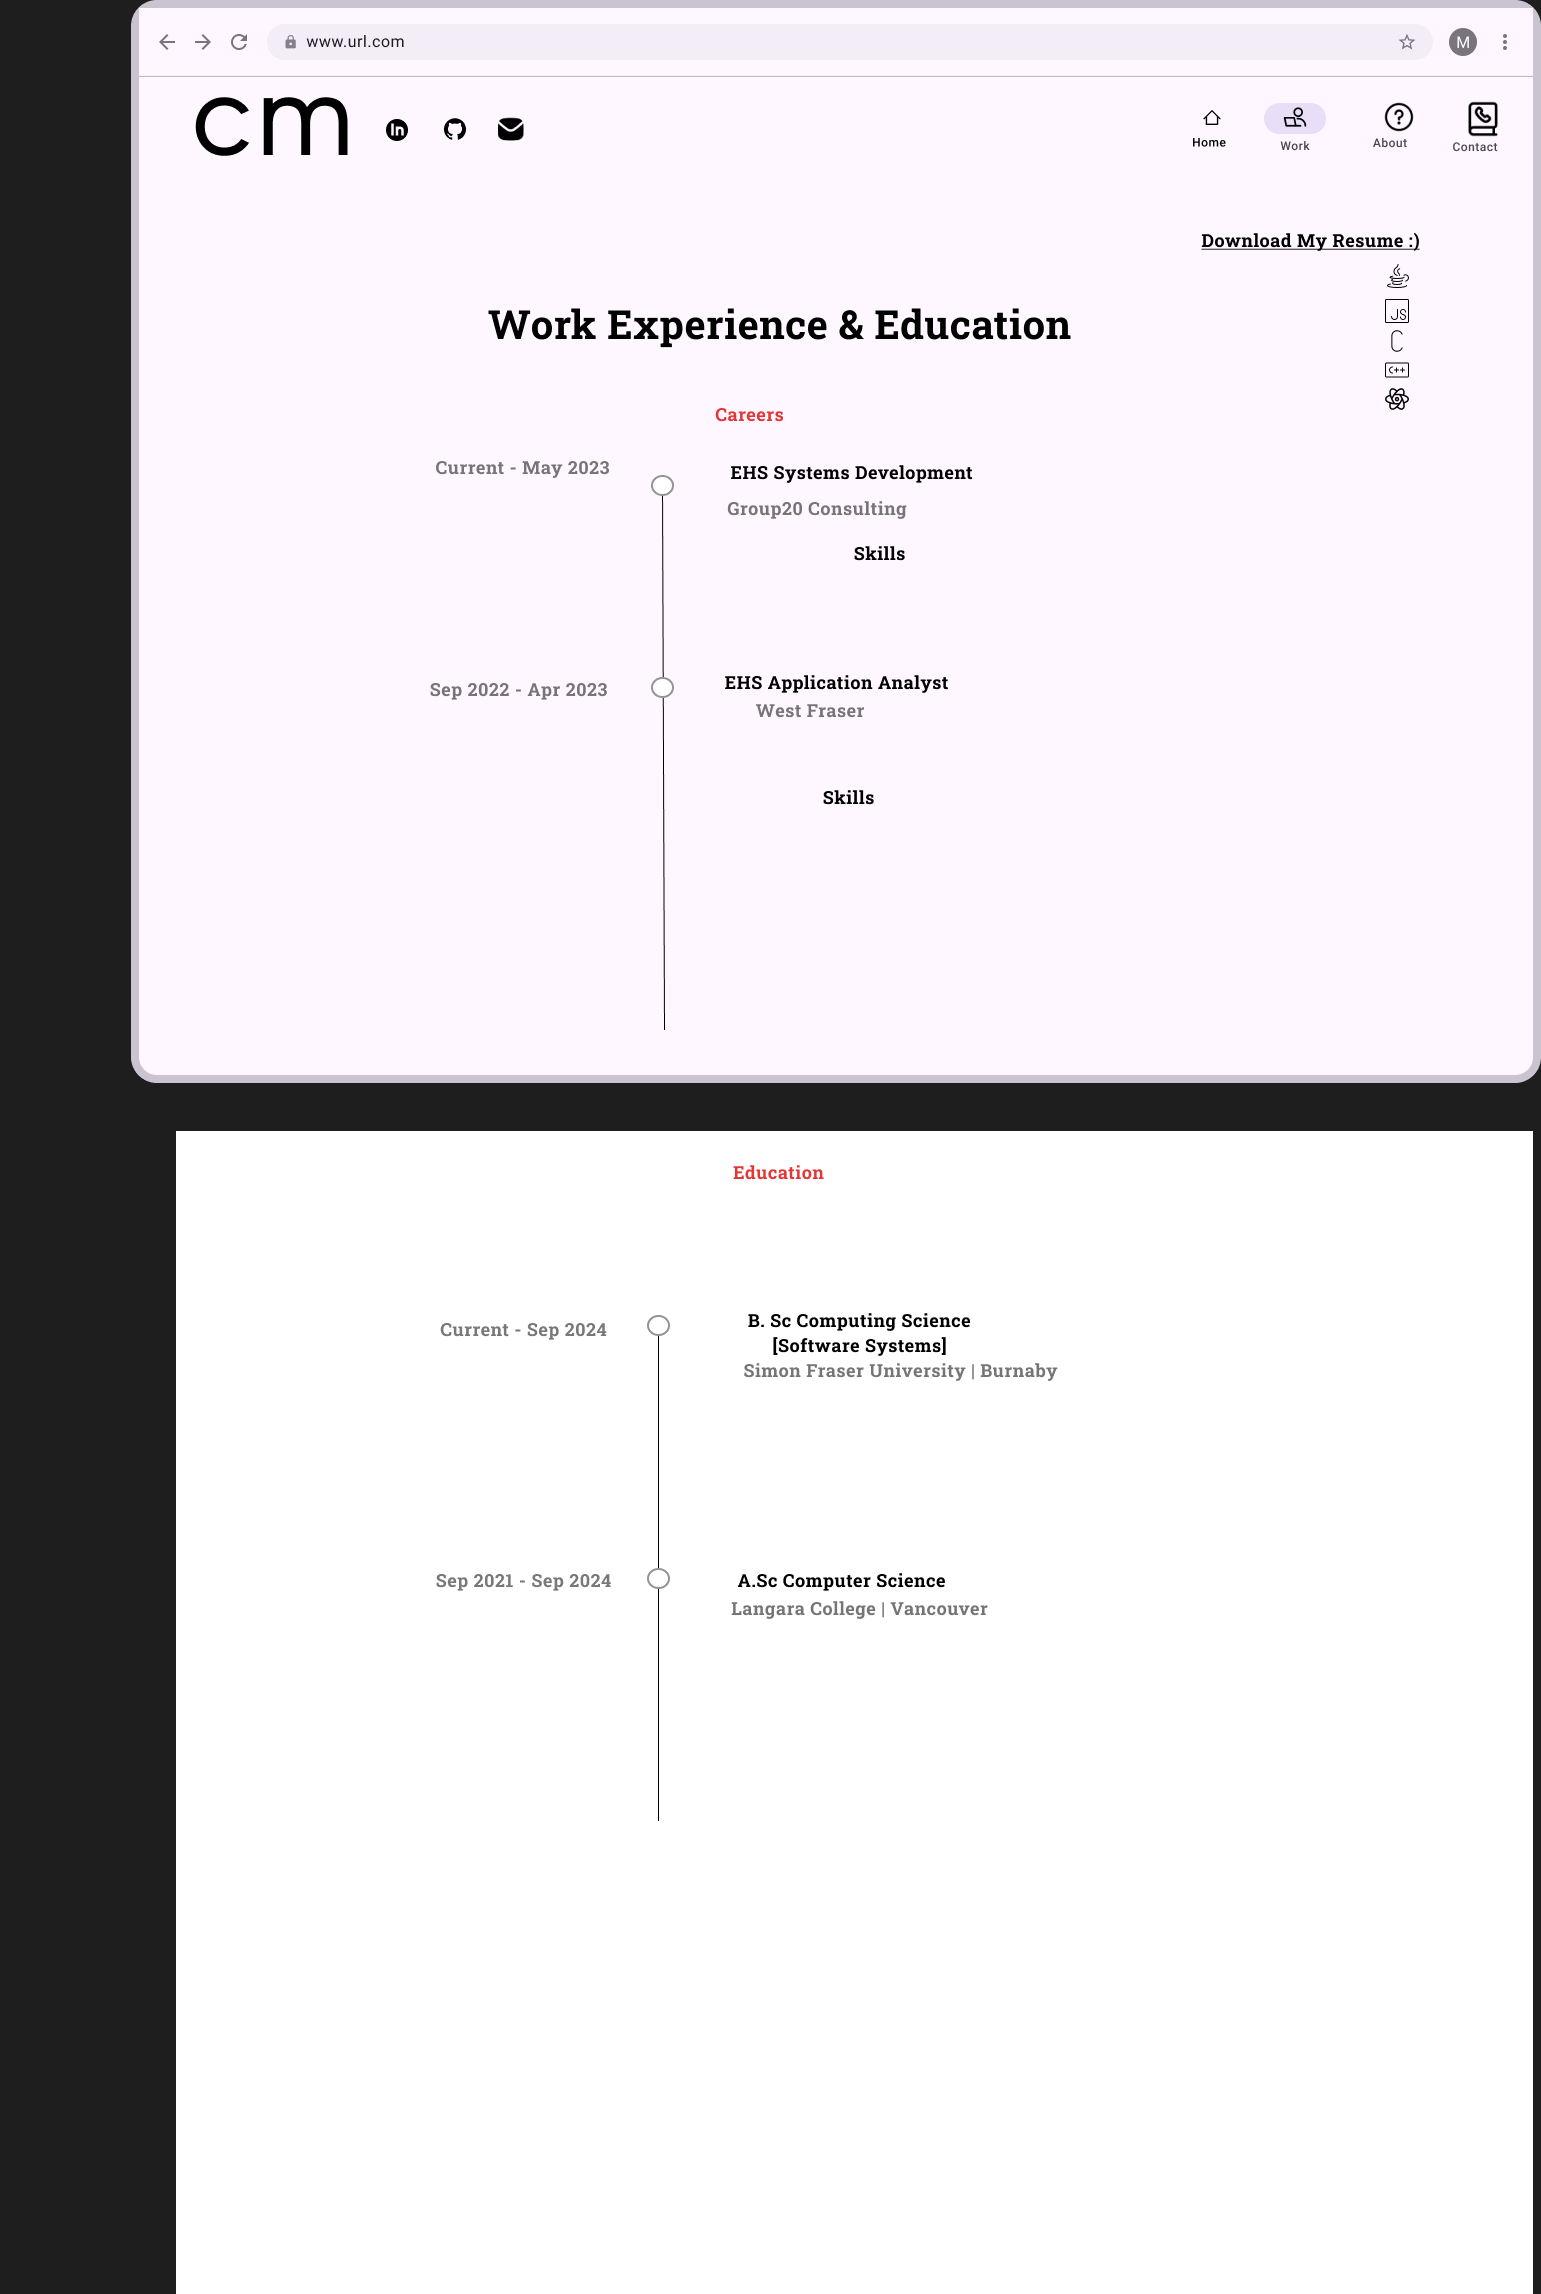 www.url.com
M
cm
in
Home
Work
About
Contact
Download My Resume :)
JS
C
C++
Work Experience & Education
Careers
Current - May 2023
EHS Systems Development
Group20 Consulting
Skills
Sep 2022 - Apr 2023
EHS Application Analyst
West Fraser
Skills
Education
Current - Sep 2024
B. Sc Computing Science
[Software Systems]
Simon Fraser University | Burnaby
Sep 2021 - Sep 2024
A.Sc Computer Science
Langara College | Vancouver